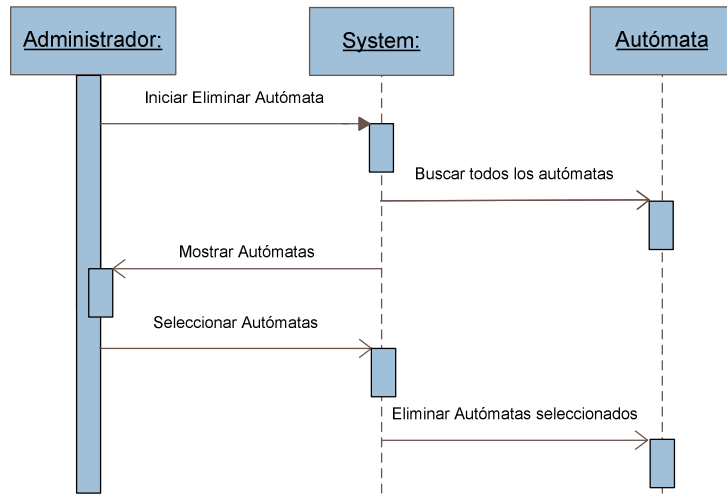 Administrador:
System:
Autómata
Iniciar Eliminar Autómata
Buscar todos los autómatas
Mostrar Autómatas
Seleccionar Autómatas
Eliminar Autómatas seleccionados